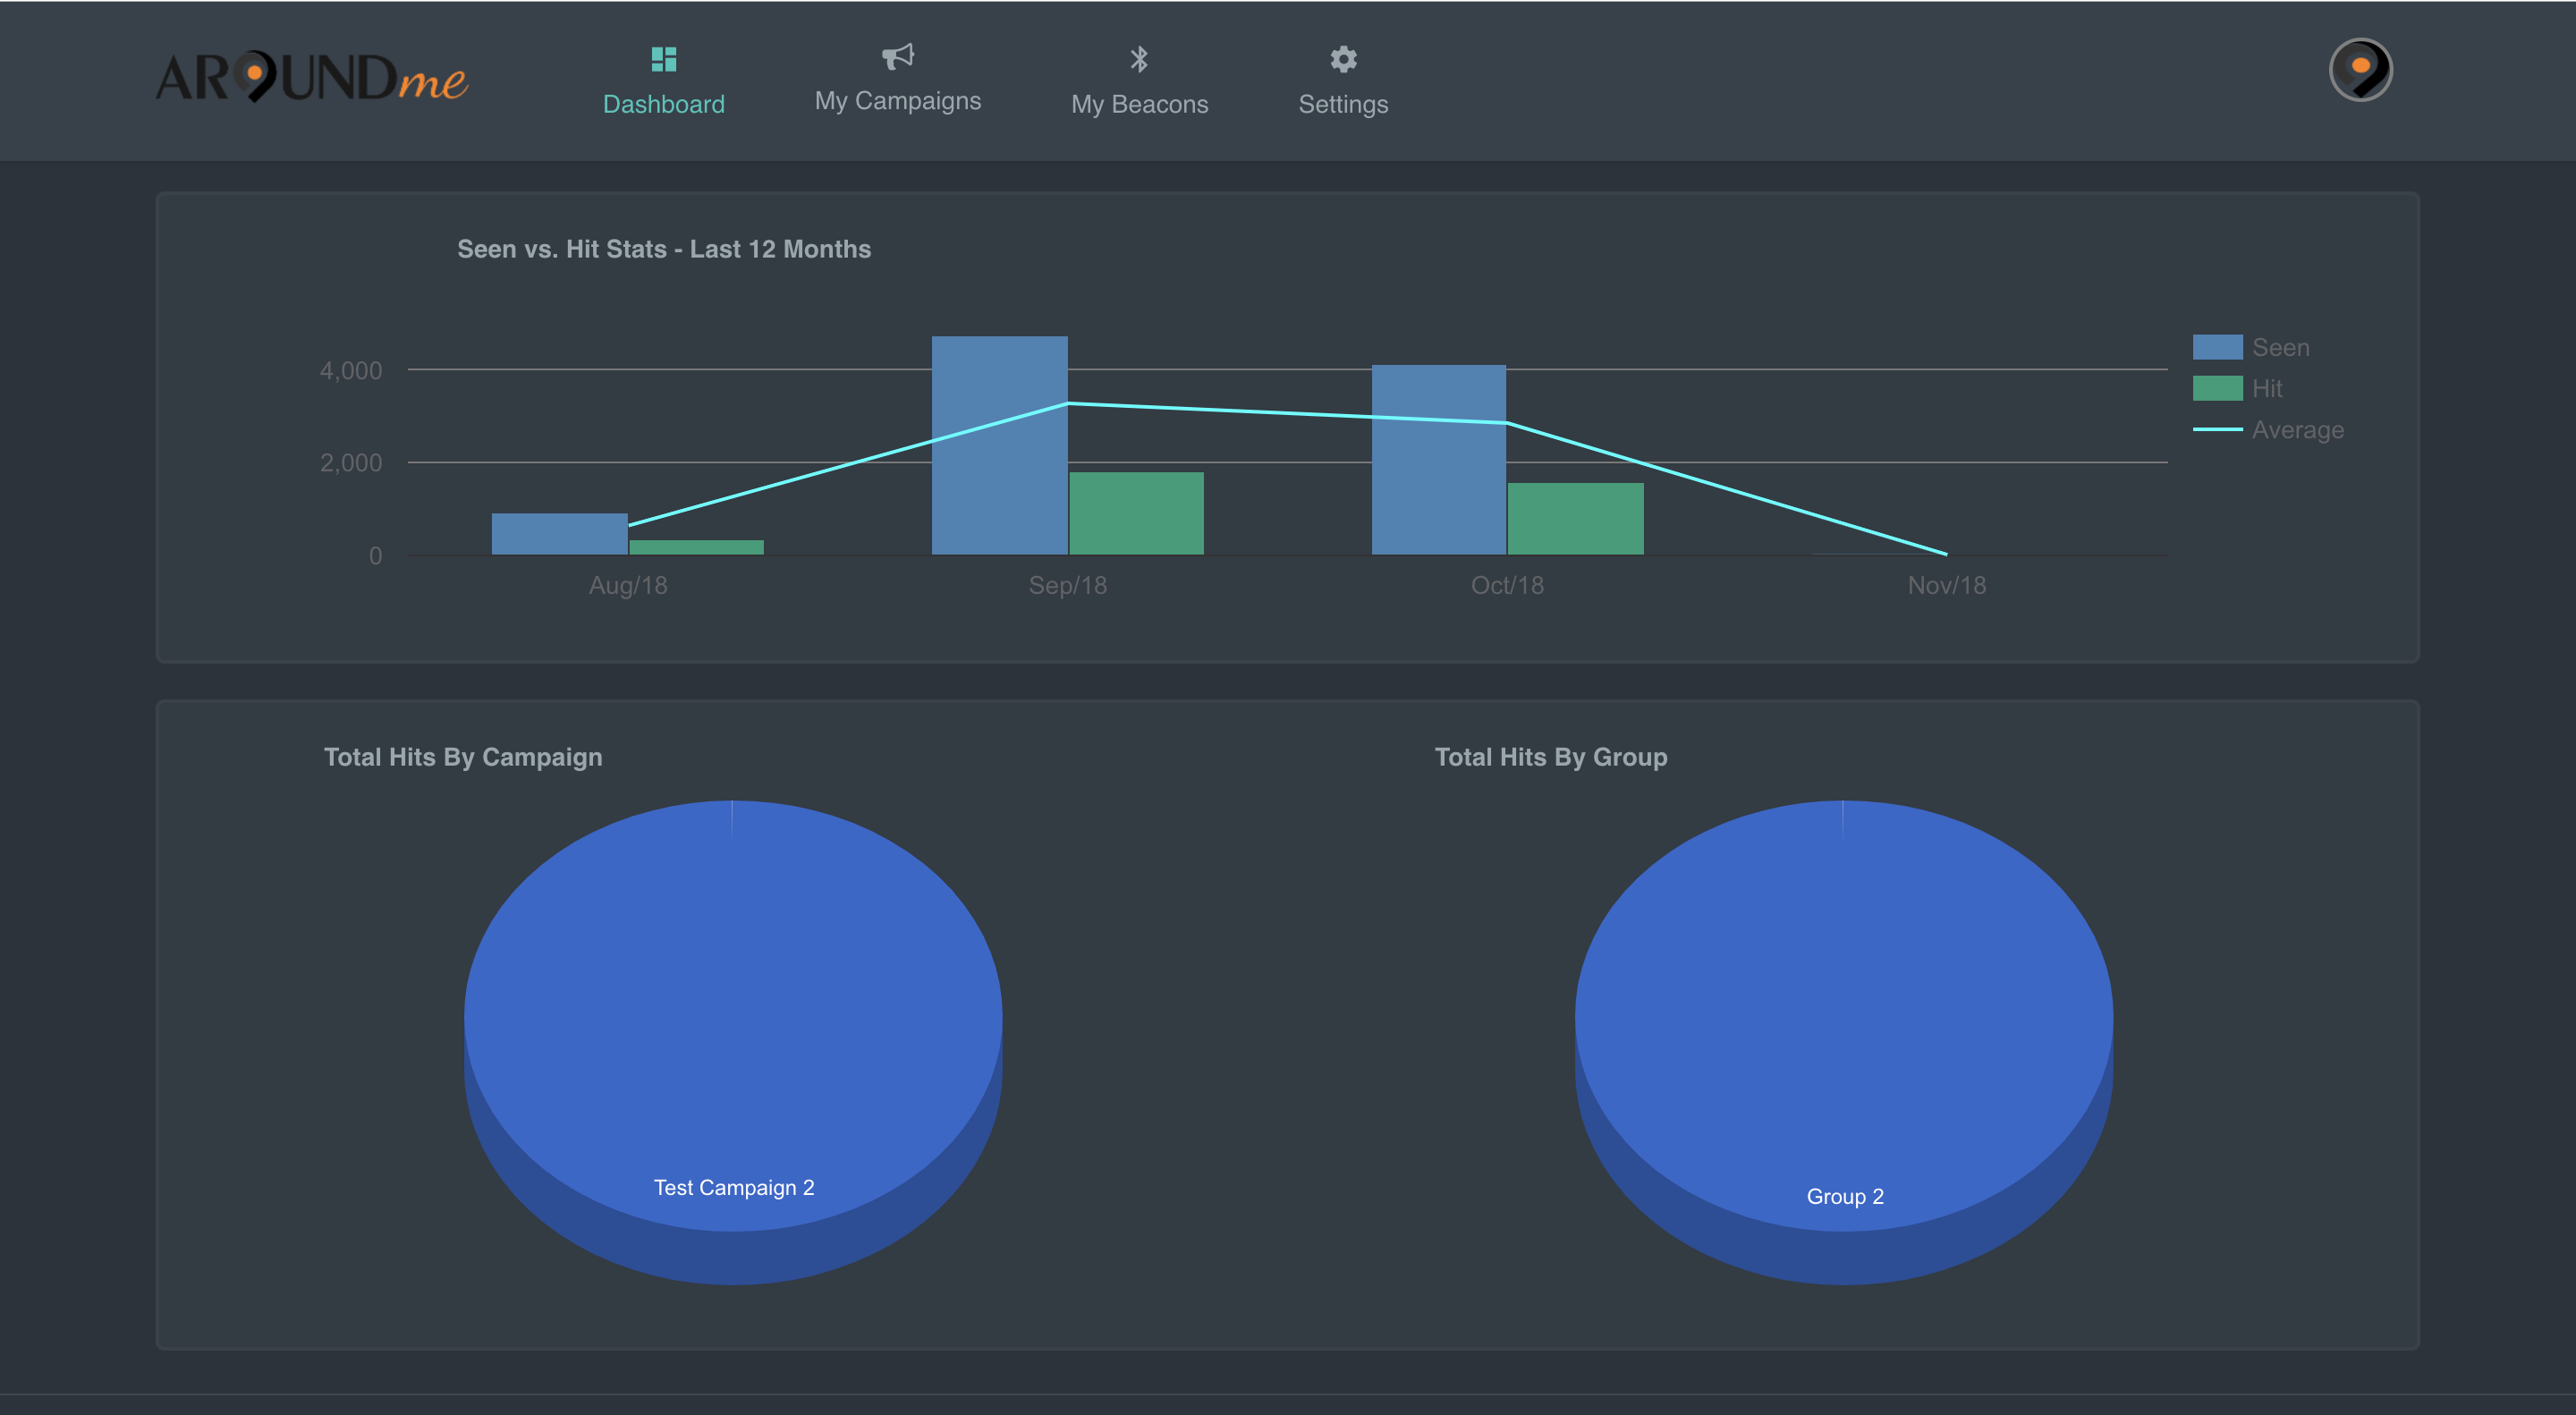 AROUNDme
Dashboard
My Campaigns
My Beacons
Settings
Seen vs. Hit Stats - Last 12 Months
4,000
2,000
0
Aug/18
Sep/18
Oct/18
Nov/18
Seen
Hit
Average
Total Hits By Campaign
Test Campaign 2
Total Hits By Group
Group 2